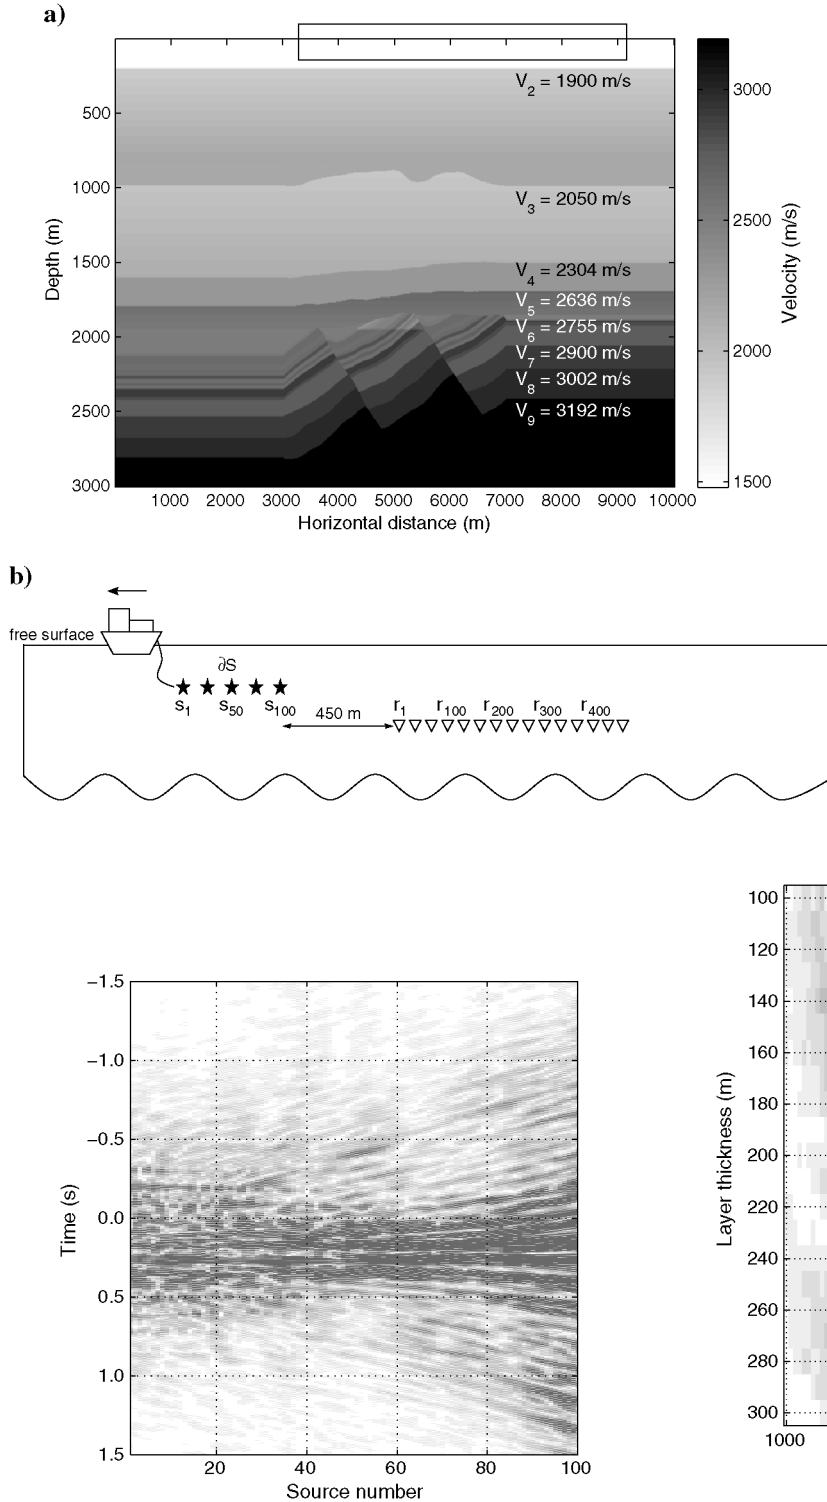 a)
V2 = 1900 m/s
V3 = 2050 m/s
V4 = 2304 m/s
V5 = 2636 m/s
V6 = 2755 m/s
V7 = 2900 m/s
V8 = 3002 m/s
V9 = 3192 m/s
500
1000
1500
2000
2500
3000
Depth (m)
1000 2000 3000 4000 5000 6000 7000 8000 9000 10000
Horizontal distance (m)
3000
2500
2000
1500
Velocity (m/s)
b)
free surface
∂S
s1 s50 s100
450 m
r1 r100 r200 r300 r400
−1.5
−1.0
−0.5
0.0
0.5
1.0
1.5
Time (s)
20 40 60 80 100
Source number
100
120
140
160
180
200
220
240
260
280
300
Layer thickness (m)
1000